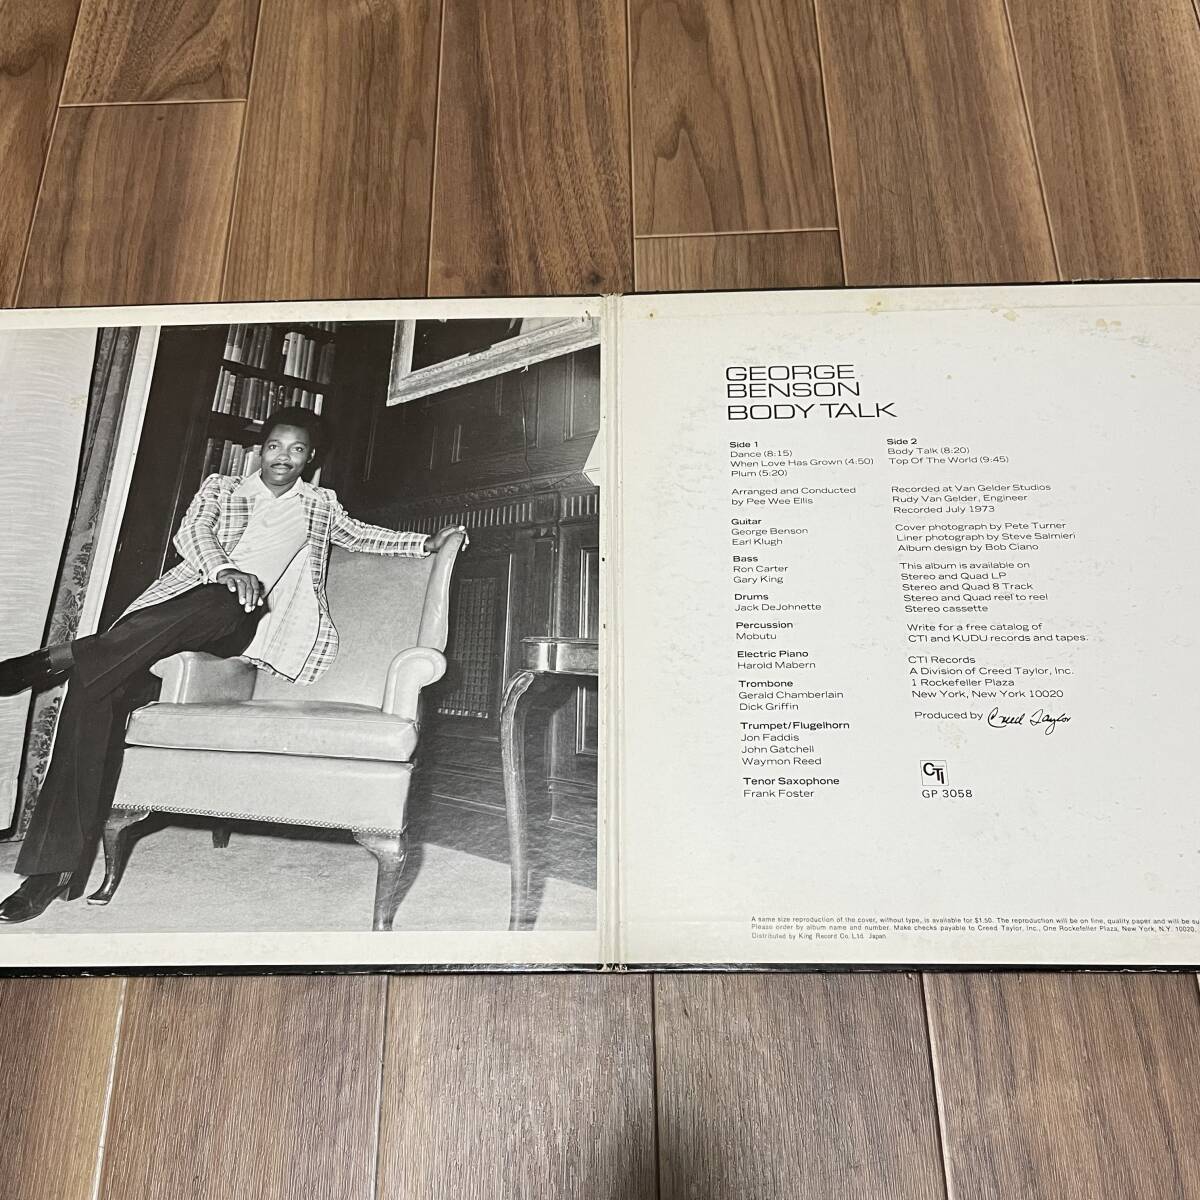 GEORGE
BENSON
BODY TALK
Side 1
Dance (8:15)
When Love Has Grown (4:50)
Plum (5:20)
Side 2
Body Talk (8:20)
Top Of The World (9:45)
Arranged and Conducted
by Pee Wee Ellis
Guitar
George Benson
Earl Klugh
Bass
Ron Carter
Gary King
Drums
Jack DeJohnette
Percussion
Mobutu
Electric Piano
Harold Mabern
Trombone
Gerald Chamberlain
Dick Griffin
Trumpet/Flugelhorn
Jon Faddis
John Gatchell
Waymon Reed
Tenor Saxophone
Frank Foster
Recorded at Van Gelder Studios
Rudy Van Gelder, Engineer
Recorded July 1973
Cover photograph by Pete Turner
Liner photograph by Steve Salmieri
Album design by Bob Ciano
This album is available on
Stereo and Quad LP
Stereo and Quad 8 Track
Stereo and Quad reel to reel
Stereo cassette
Write for a free catalog of
CTI and KUDU records and tapes.
CTI Records
A Division of Creed Taylor, Inc.
1 Rockefeller Plaza
New York, New York 10020
Produced by Creed Taylor
CTI
GP 3058
A same size reproduction of the cover, without type, is available for $1.50. The reproduction will be on fine, quality paper and will be su
Please order by album name and number. Make checks payable to Creed Taylor, Inc., One Rockefeller Plaza, New York, N.Y. 10020.
Distributed by King Record Co. Ltd. Japan